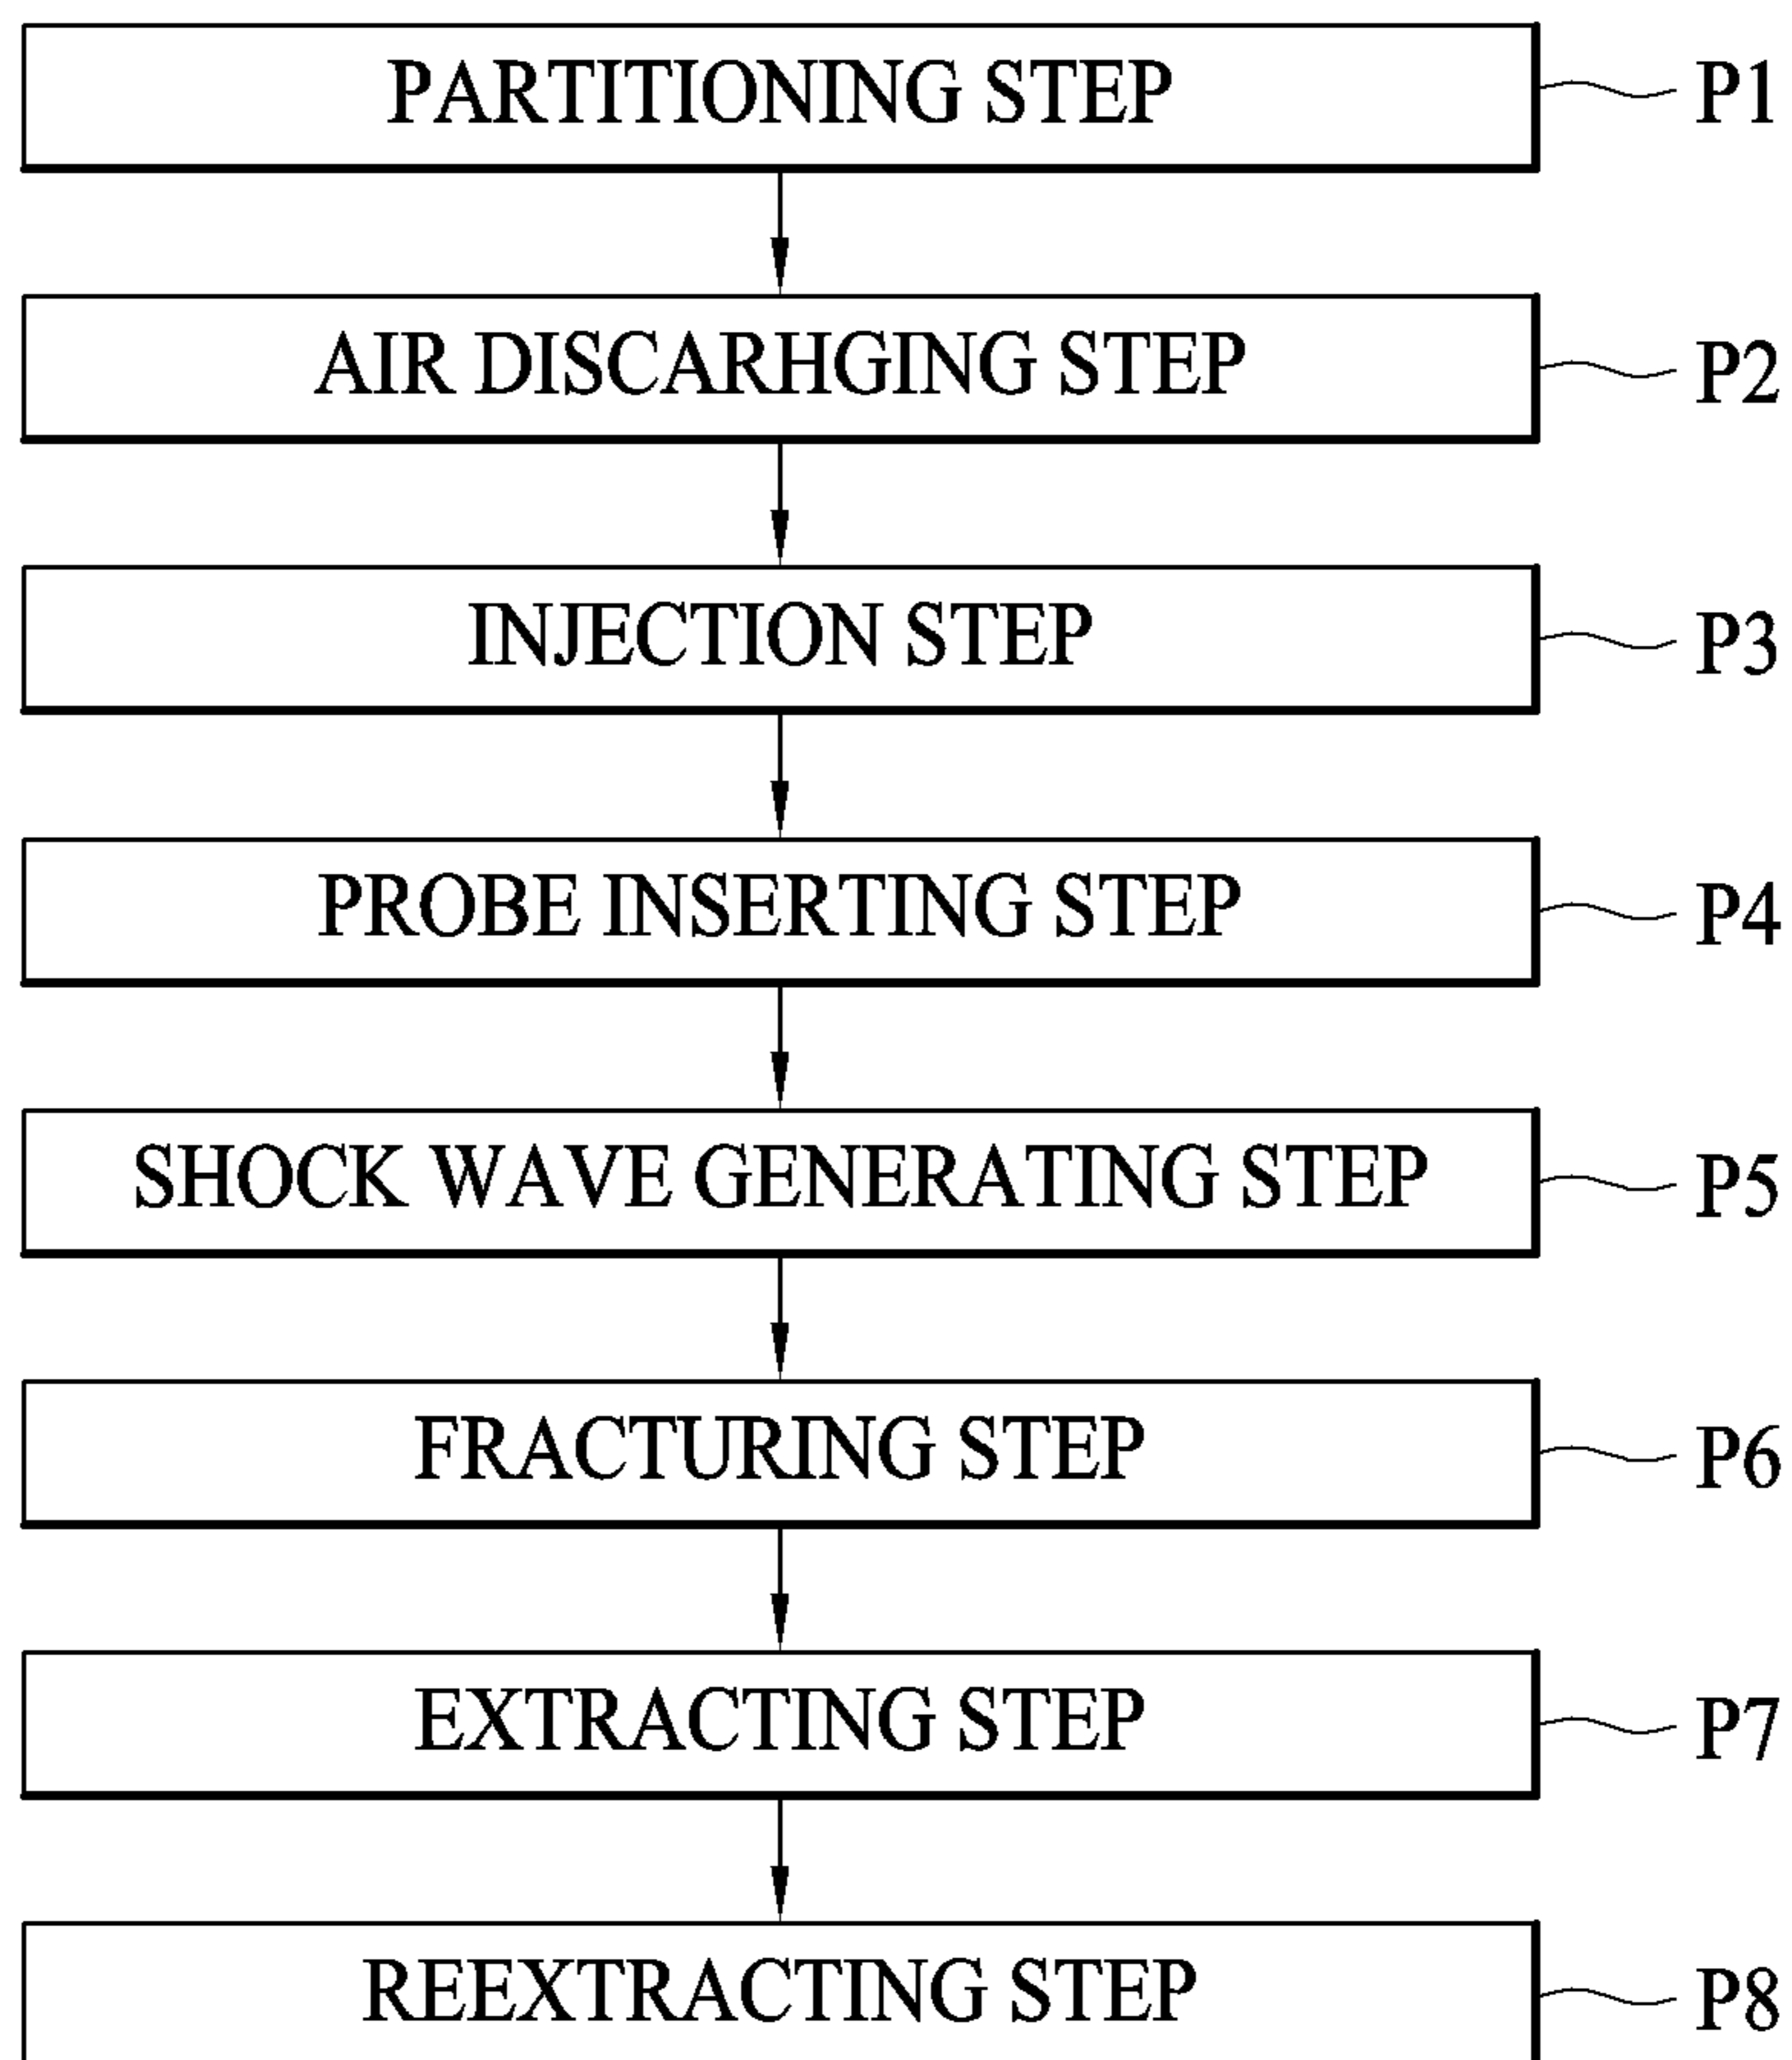 PARTITIONING STEP P1
AIR DISCARHGING STEP P2
INJECTION STEP P3
PROBE INSERTING STEP P4
SHOCK WAVE GENERATING STEP P5
FRACTURING STEP P6
EXTRACTING STEP P7
REEXTRACTING STEP P8